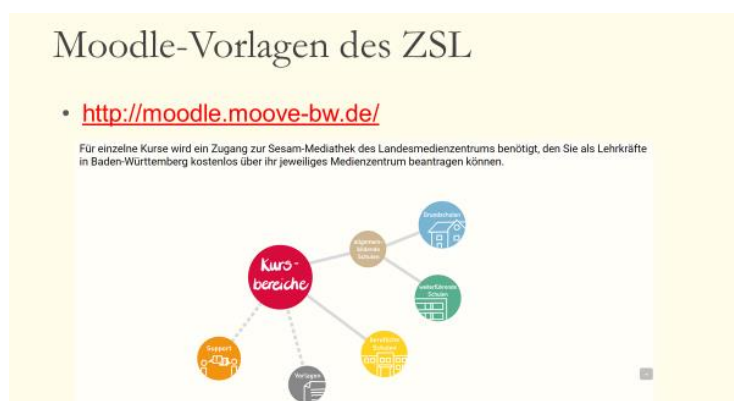 Moodle-Vorlagen des ZSL
• http://moodle.moove-bw.de/
Für einzelne Kurse wird ein Zugang zur Sesam-Mediathek des Landesmedienzentrums benötigt, den Sie als Lehrkräfte
in Baden-Württemberg kostenlos über ihr jeweiliges Medienzentrum beantragen können.
Grundschulen
allgemein-
bildende
Schulen
Kurs-
bereiche
weiterführende
Schulen
Berufliche
Schulen
Support
Vorlagen